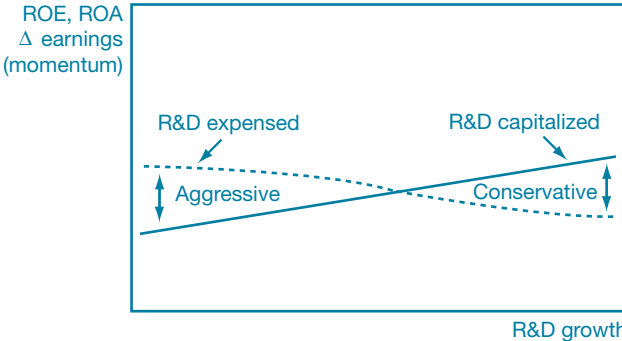 ROE, ROA
Δ earnings
(momentum)
R&D expensed
R&D capitalized
Aggressive
Conservative
R&D growth